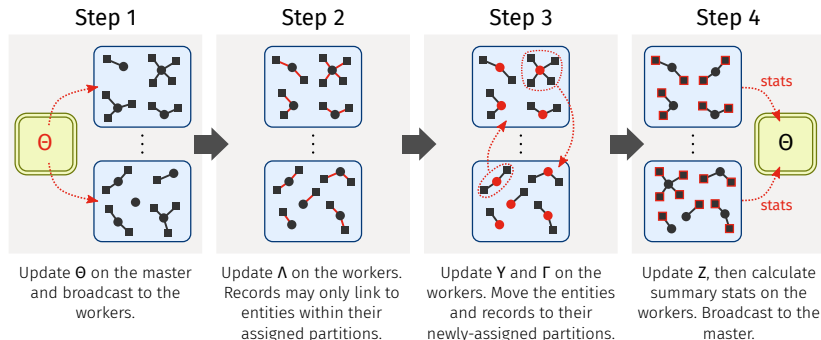 Step 1
Step 2
Step 3
Step 4
Θ
stats
Θ
stats
Update Θ on the master
and broadcast to the
workers.
Update Λ on the workers.
Records may only link to
entities within their
assigned partitions.
Update Υ and Γ on the
workers. Move the entities
and records to their
newly-assigned partitions.
Update Z, then calculate
summary stats on the
workers. Broadcast to the
master.